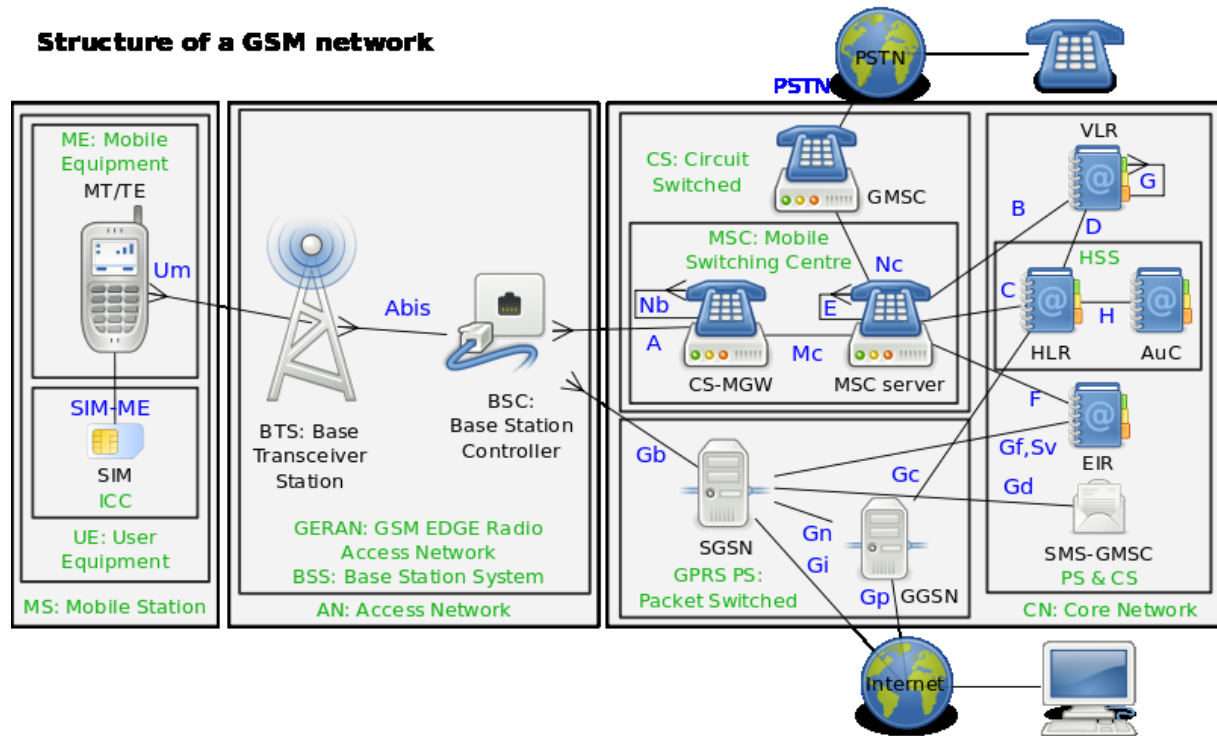 Structure of a GSM network
PSTN
PSTN
ME: Mobile
Equipment
MT/TE
Um
SIM-ME
SIM
ICC
UE: User
Equipment
MS: Mobile Station
Abis
BTS: Base
Transceiver
Station
BSC:
Base Station
Controller
GERAN: GSM EDGE Radio
Access Network
BSS: Base Station System
AN: Access Network
CS: Circuit
Switched
GMSC
MSC: Mobile
Switching Centre
Nc
Nb
E
A
Mc
CS-MGW
MSC server
VLR
G
B
D
HSS
C
H
HLR
AuC
F
Gb
Gf,Sv
EIR
Gc
Gd
Gn
Gi
SGSN
SMS-GMSC
GPRS PS:
Packet Switched
Gp
GGSN
PS & CS
CN: Core Network
Internet